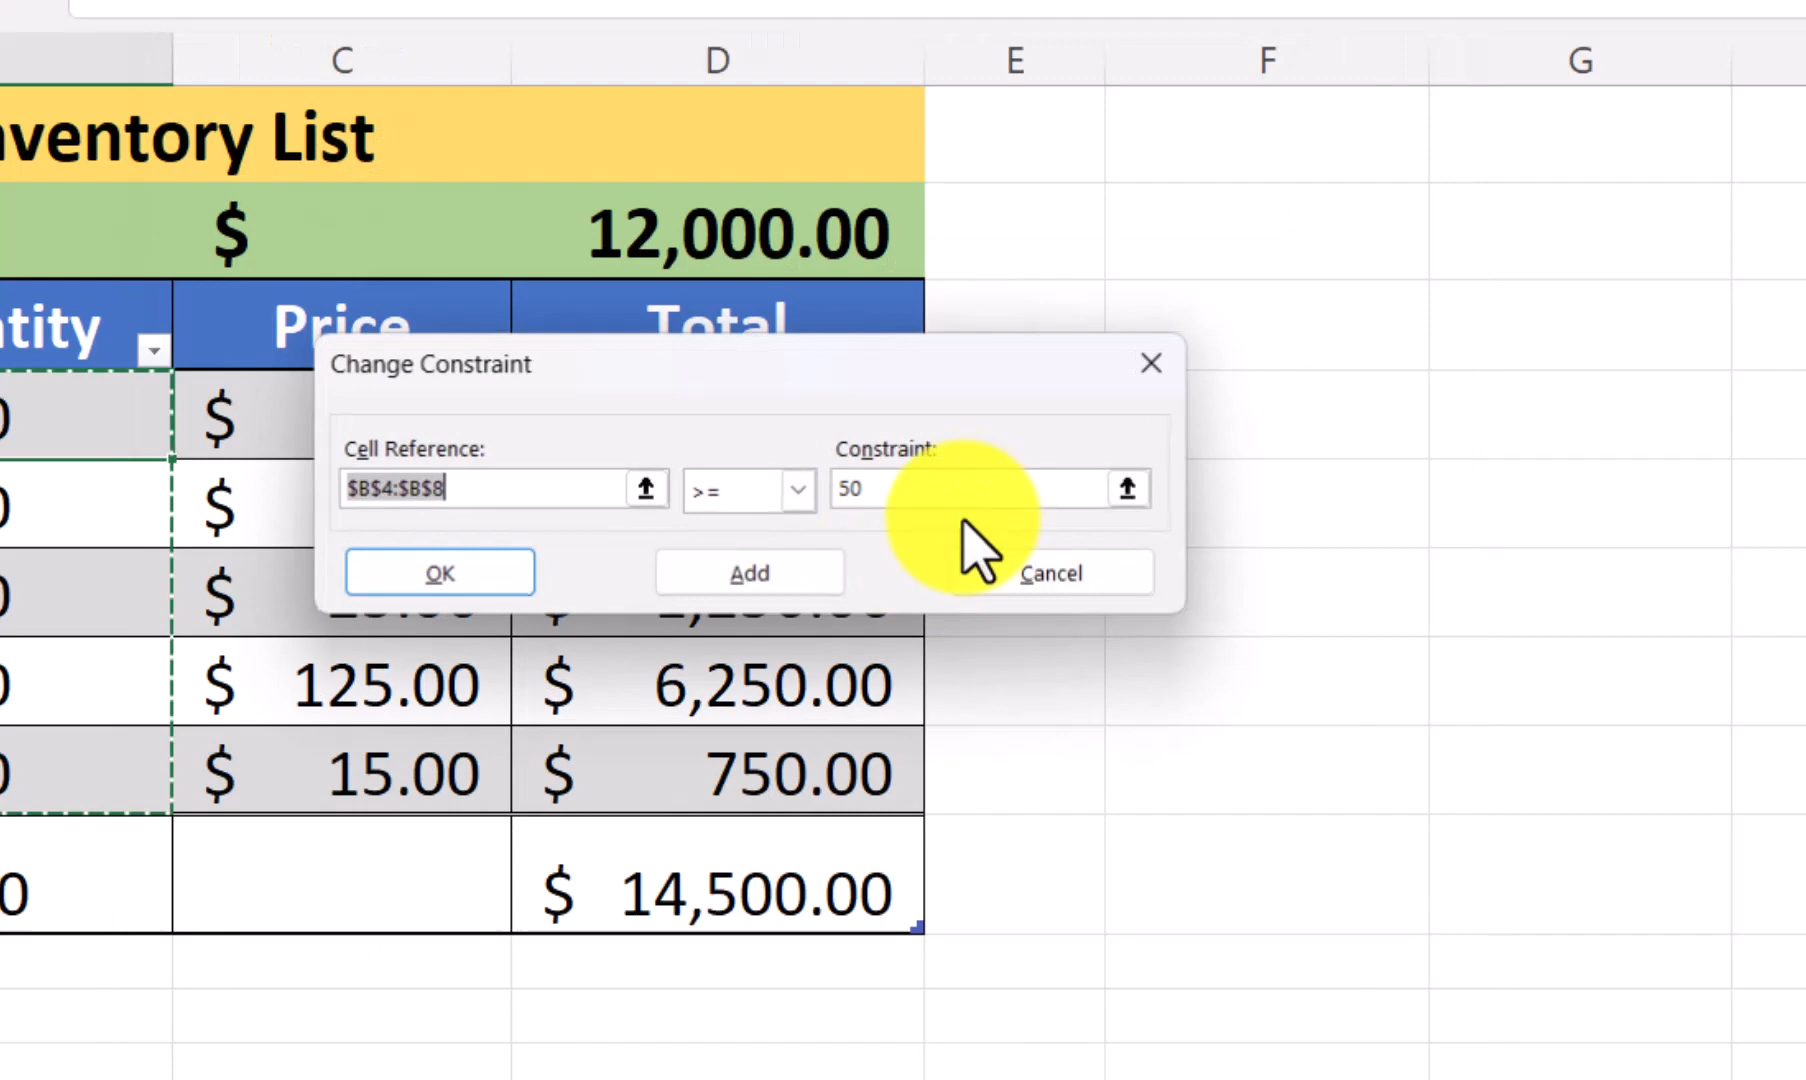 C D E F G
nventory List
$ 12,000.00
ntity Price Total
Change Constraint
$
Cell Reference: Constraint:
$B$4:$B$8 >= 50
$
OK Add Cancel
$
$ 125.00 $ 6,250.00
$ 15.00 $ 750.00
0 $ 14,500.00